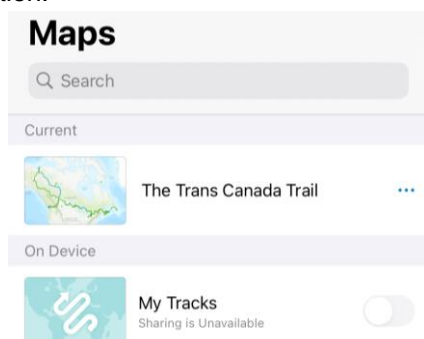 Maps
Search
Current
The Trans Canada Trail
On Device
My Tracks
Sharing is Unavailable